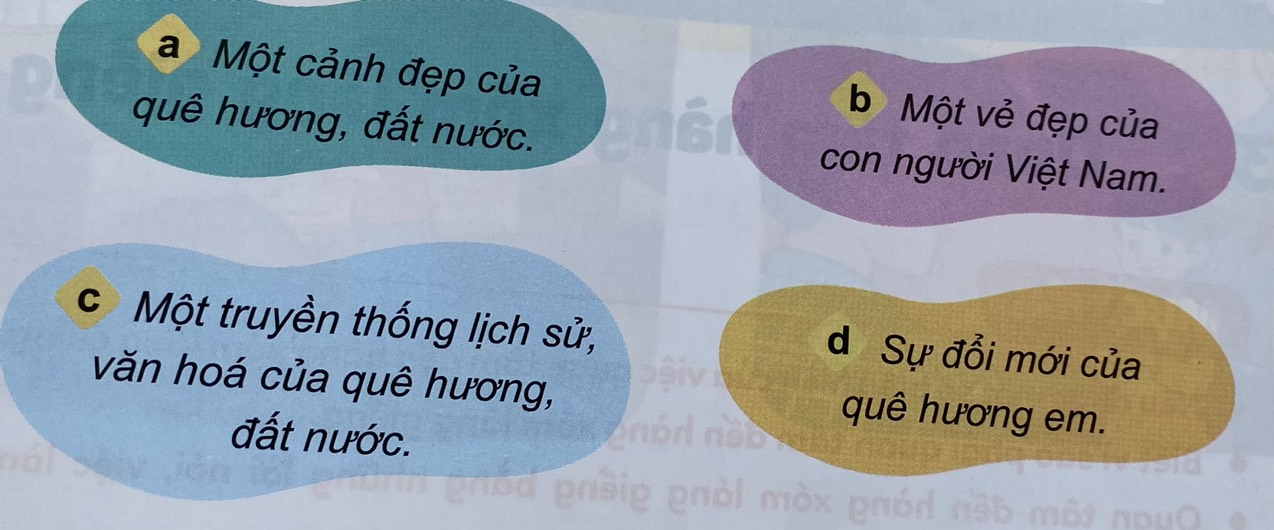 a Một cảnh đẹp của
quê hương, đất nước.
b Một vẻ đẹp của
con người Việt Nam.
c Một truyền thống lịch sử,
văn hoá của quê hương,
đất nước.
d Sự đổi mới của
quê hương em.